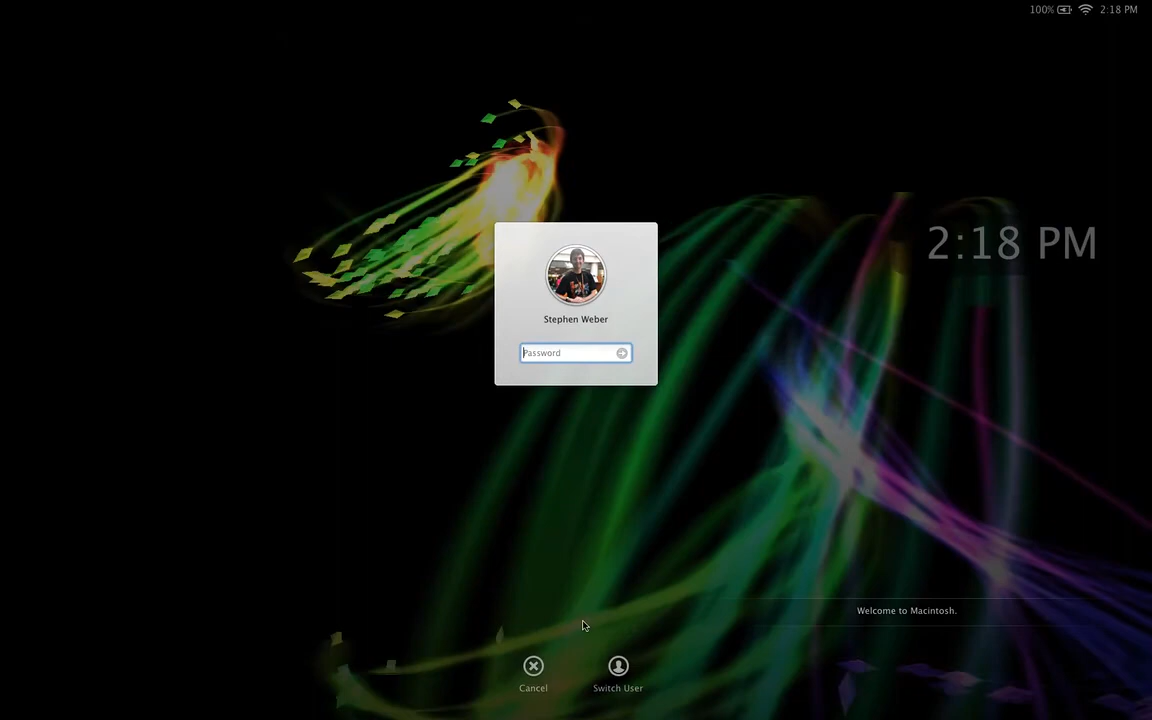 100% 2:18 PM
2:18 PM
Stephen Weber
Password
Welcome to Macintosh.
Cancel Switch User